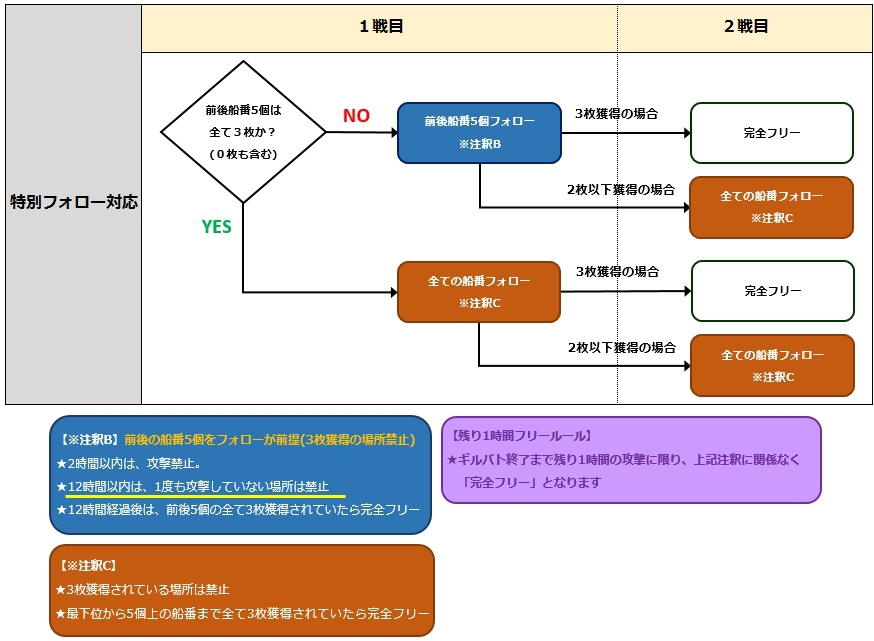 １戦目
２戦目
特別フォロー対応
前後船番5個は
全て３枚か？
(０枚も含む)
NO
YES
前後船番5個フォロー
※注釈B
3枚獲得の場合
完全フリー
2枚以下獲得の場合
全ての船番フォロー
※注釈C
全ての船番フォロー
※注釈C
3枚獲得の場合
完全フリー
2枚以下獲得の場合
全ての船番フォロー
※注釈C
【※注釈B】前後の船番5個をフォローが前提(3枚獲得の場所禁止)
★2時間以内は、攻撃禁止。
★12時間以内は、1度も攻撃していない場所は禁止
★12時間経過後は、前後5個の全て3枚獲得されていたら完全フリー
【残り1時間フリールール】
★ギルバト終了まで残り1時間の攻撃に限り、上記注釈に関係なく
「完全フリー」となります
【※注釈C】
★3枚獲得されている場所は禁止
★最下位から5個上の船番まで全て3枚獲得されていたら完全フリー